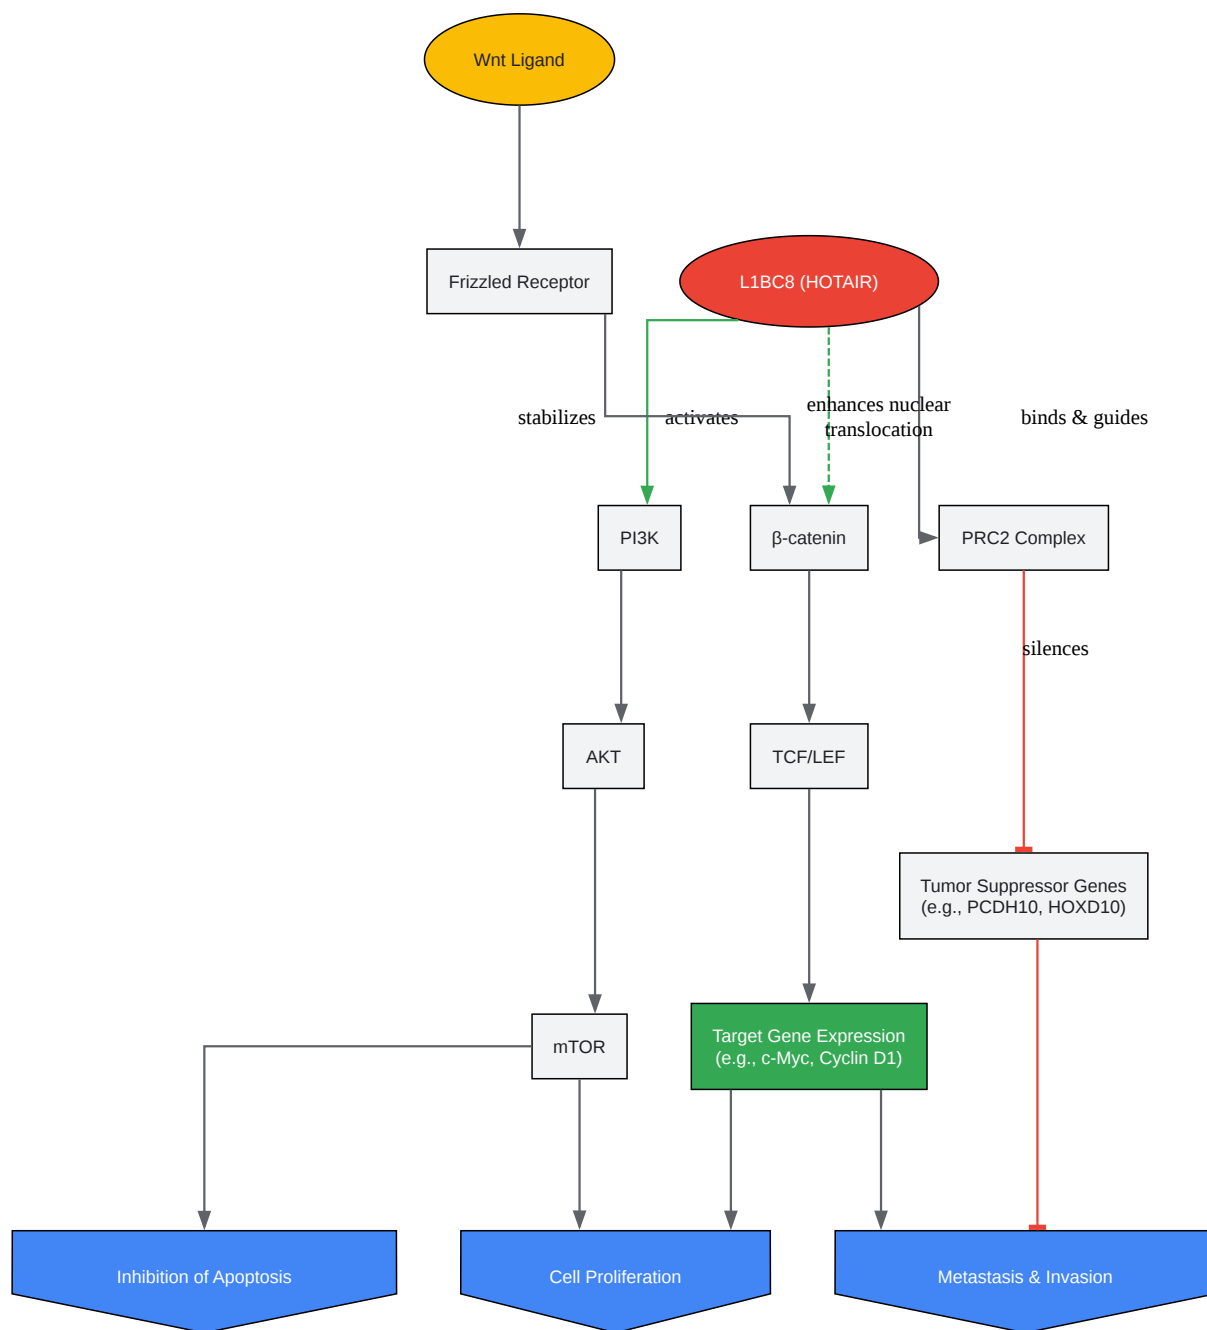 Wnt Ligand
Frizzled Receptor
L1BC8 (HOTAIR)
stabilizes
activates
enhances nuclear
translocation
binds & guides
PI3K
β-catenin
PRC2 Complex
silences
AKT
TCF/LEF
Tumor Suppressor Genes
(e.g., PCDH10, HOXD10)
mTOR
Target Gene Expression
(e.g., c-Myc, Cyclin D1)
Inhibition of Apoptosis
Cell Proliferation
Metastasis & Invasion